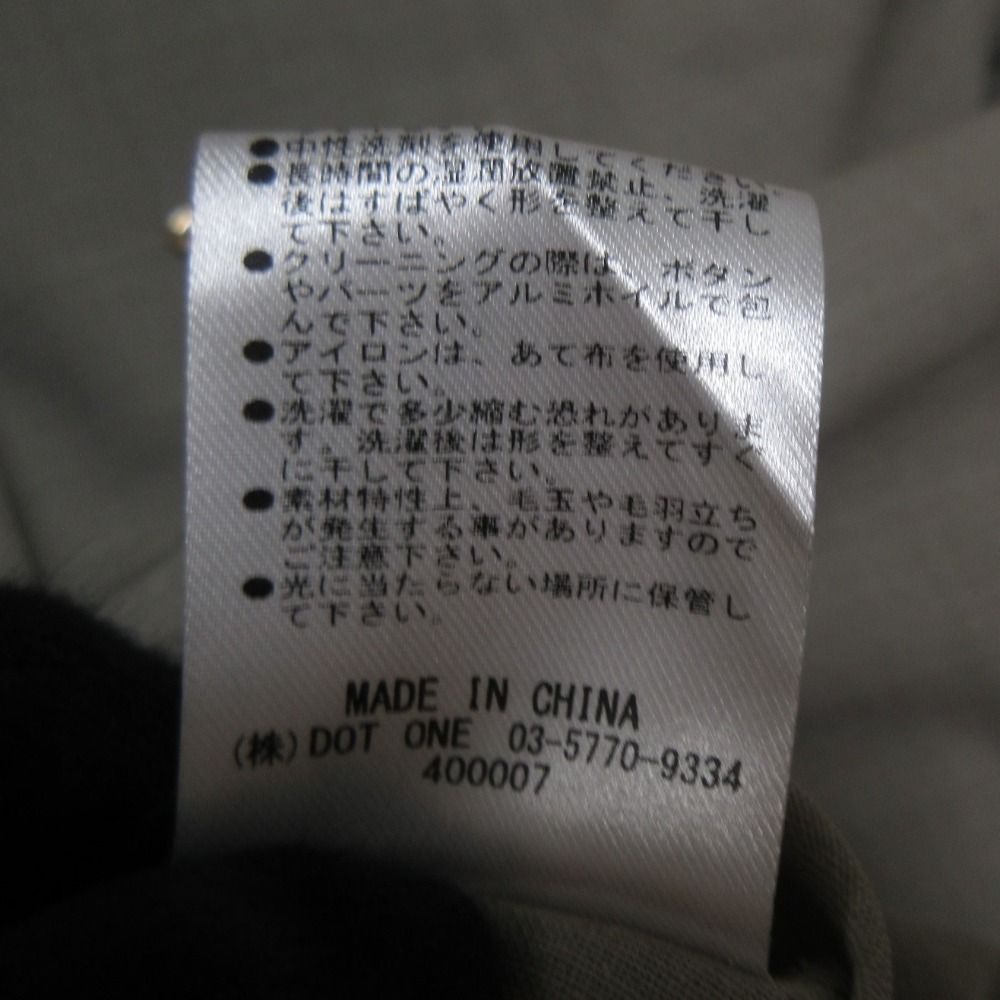 ●中性洗剤を使用してください。
●長時間の湿潤放置禁止、洗濯
後はすばやく形を整えて干し
て下さい。
●クリーニングの際は、ボタン
やパーツをアルミホイルで包
んで下さい。
●アイロンは、あて布を使用し
て下さい。
●洗濯で多少縮む恐れがありま
す。洗濯後は形を整えてすぐ
に干して下さい。
●素材特性上、毛玉や毛羽立ち
が発生する事がありますので
ご注意下さい。
●光に当たらない場所に保管し
て下さい。
MADE IN CHINA
(株)DOT ONE 03-5770-9334
400007